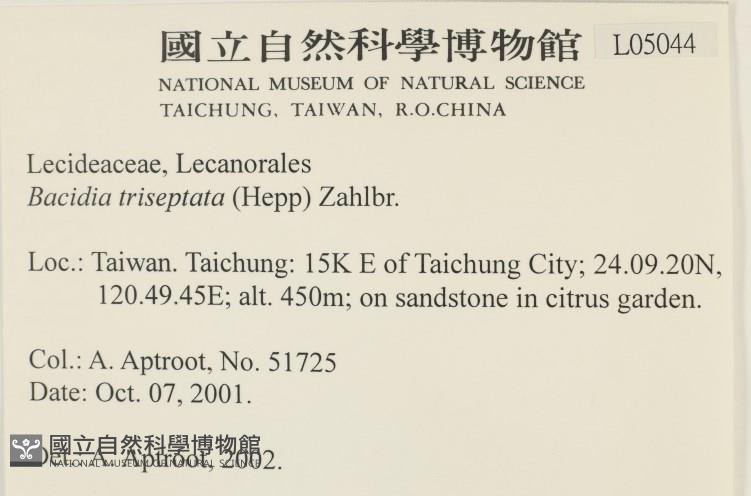 國立自然科學博物館 L05044
NATIONAL MUSEUM OF NATURAL SCIENCE
TAICHUNG, TAIWAN, R.O.CHINA
Lecideaceae, Lecanorales
Bacidia triseptata (Hepp) Zahlbr.
Loc.: Taiwan. Taichung: 15K E of Taichung City; 24.09.20N,
120.49.45E; alt. 450m; on sandstone in citrus garden.
Col.: A. Aptroot, No. 51725
Date: Oct. 07, 2001.
國立自然科學博物館
NATIONAL MUSEUM OF NATURAL SCIENCE
Det.: A. Aptroot, 2002.